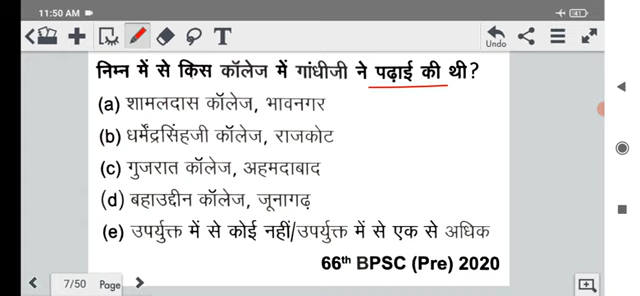 11:50 AM
41
Undo
निम्न में से किस कॉलेज में गांधीजी ने पढ़ाई की थी?
(a) शामलदास कॉलेज, भावनगर
(b) धर्मेंद्रसिंहजी कॉलेज, राजकोट
(c) गुजरात कॉलेज, अहमदाबाद
(d) बहाउद्दीन कॉलेज, जूनागढ़
(e) उपर्युक्त में से कोई नहीं/उपर्युक्त में से एक से अधिक
66th BPSC (Pre) 2020
7/50 Page